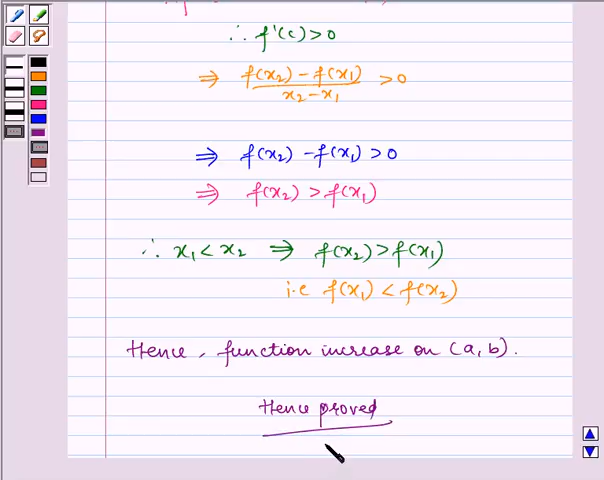 ∴ f'(c) > 0
⇒ f(x₂) - f(x₁) / x₂ - x₁ > 0
⇒ f(x₂) - f(x₁) > 0
⇒ f(x₂) > f(x₁)
∴ x₁ < x₂ ⇒ f(x₂) > f(x₁)
i.e f(x₁) < f(x₂)
Hence, function increase on (a, b).
Hence proved